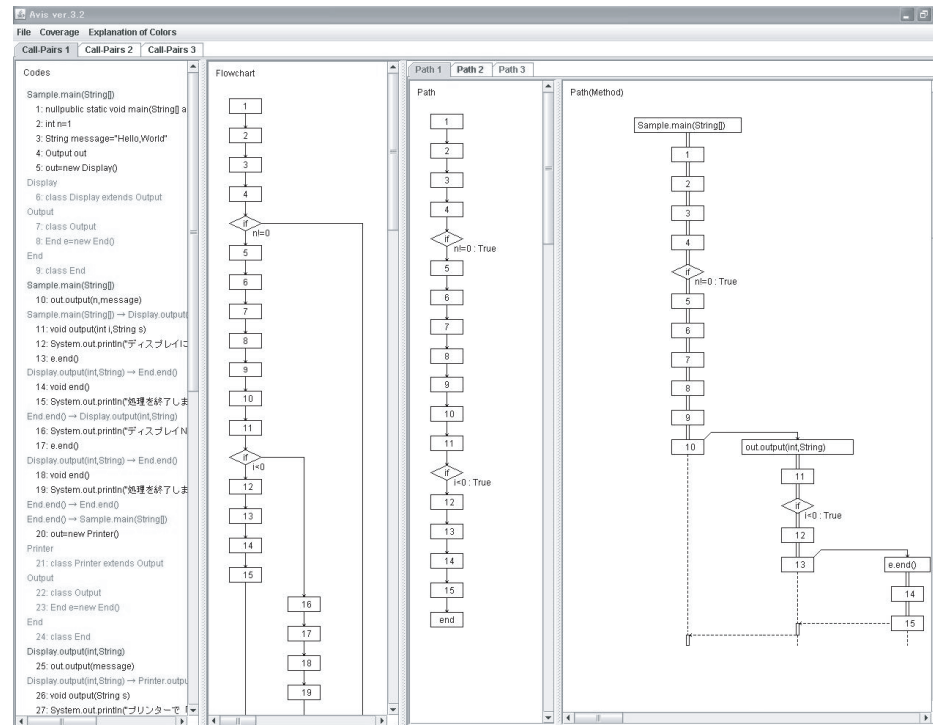 Avis ver.3.2
File Coverage Explanation of Colors
Call-Pairs 1 Call-Pairs 2 Call-Pairs 3
Codes
Sample.main(String[])
1: nullpublic static void main(String[] a
2: int n=1
3: String message="Hello,World"
4: Output out
5: out=new Display()
Display
6: class Display extends Output
Output
7: class Output
8: End e=new End()
End
9: class End
Sample.main(String[])
10: out.output(n,message)
Sample.main(String[]) → Display.output(
11: void output(int i,String s)
12: System.out.println("ディスプレイに
13: e.end()
Display.output(int,String) → End.end()
14: void end()
15: System.out.println("処理を終了しま
End.end() → Display.output(int,String)
16: System.out.println("ディスプレイN
17: e.end()
Display.output(int,String) → End.end()
18: void end()
19: System.out.println("処理を終了しま
End.end() → End.end()
End.end() → Sample.main(String[])
20: out=new Printer()
Printer
21: class Printer extends Output
Output
22: class Output
23: End e=new End()
End
24: class End
Display.output(int,String)
25: out.output(message)
Display.output(int,String) → Printer.outpu
26: void output(String s)
27: System.out.println("プリンターで「
Flowchart
1
2
3
4
if
n!=0
5
6
7
8
9
10
11
if
i<0
12
13
14
15
16
17
18
19
Path 1 Path 2 Path 3
Path
1
2
3
4
if
n!=0 : True
5
6
7
8
9
10
11
if
i<0 : True
12
13
14
15
end
Path(Method)
Sample.main(String[])
1
2
3
4
if
n!=0 : True
5
6
7
8
9
10
out.output(int,String)
11
if
i<0 : True
12
13
e.end()
14
15